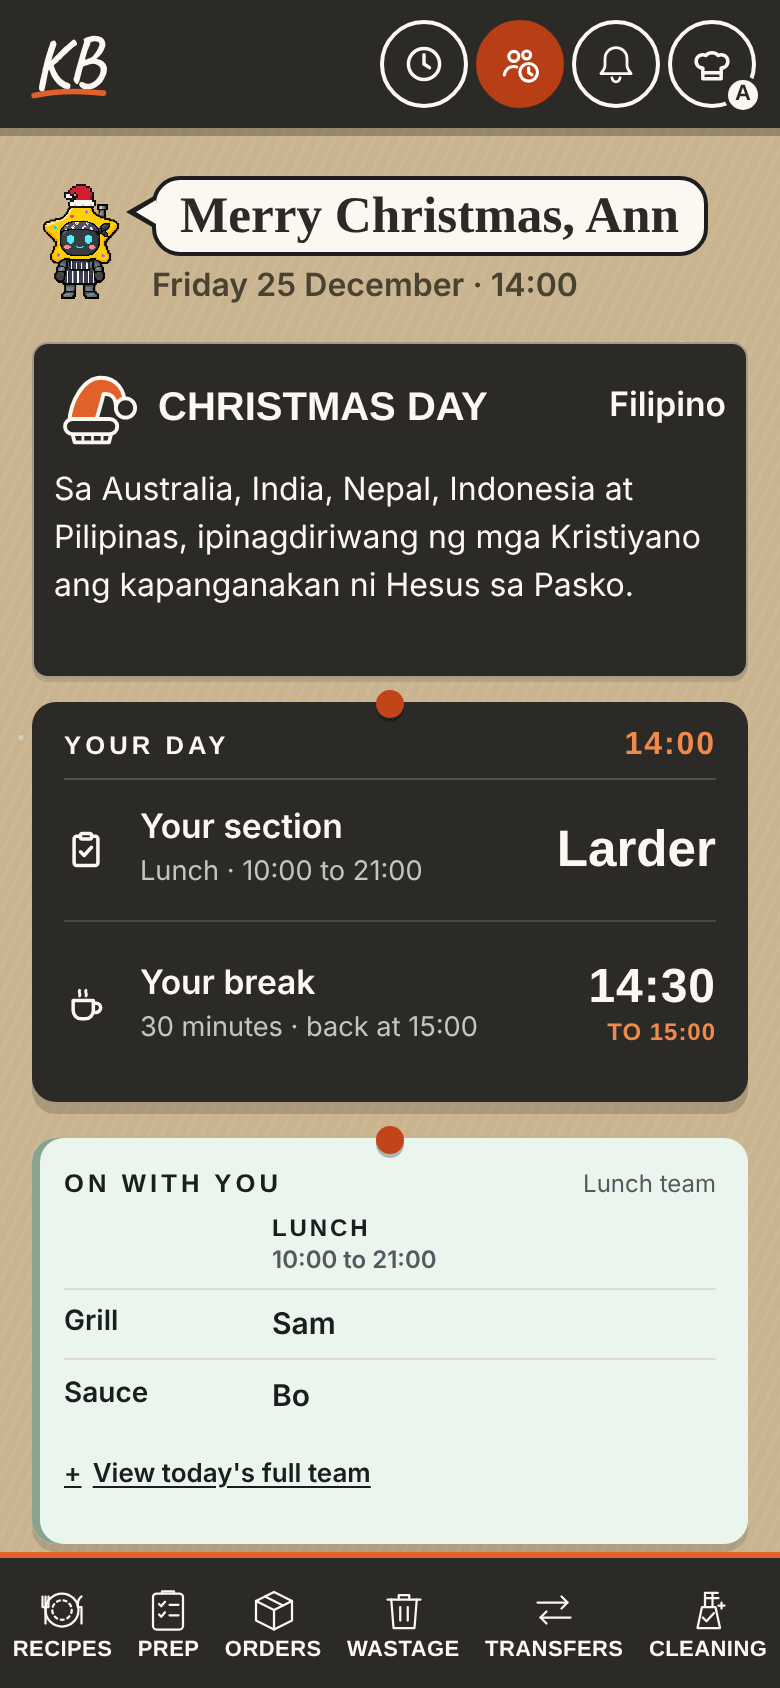 KB
A
Merry Christmas, Ann
Friday 25 December · 14:00
CHRISTMAS DAY
Filipino
Sa Australia, India, Nepal, Indonesia at
Pilipinas, ipinagdiriwang ng mga Kristiyano
ang kapanganakan ni Hesus sa Pasko.
YOUR DAY
14:00
Your section
Lunch · 10:00 to 21:00
Larder
Your break
30 minutes · back at 15:00
14:30
TO 15:00
ON WITH YOU
Lunch team
LUNCH
10:00 to 21:00
Grill
Sam
Sauce
Bo
+ View today's full team
RECIPES
PREP
ORDERS
WASTAGE
TRANSFERS
CLEANING